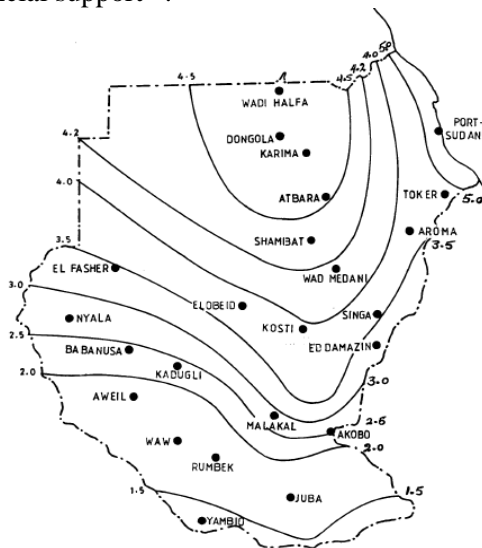 cial support
4.0 5.0
4.5 4.5 4.2
WADI HALFA
PORT-
SUDAN
DONGOLA
KARIMA
4.2
4.0
ATBARA
TOKER
5.0
SHAMBAT
AROMA
3.5
3.5
EL FASHER
WAD MEDANI
3.0
ELOBEID
NYALA
KOSTI
SINGA
2.5
BABANUSA
ED DAMAZIN
2.0
KADUGLI
3.0
AWEIL
MALAKAL
2.5
AKOBO
2.0
WAW
RUMBEK
1.5
JUBA
1.5
YAMBIO